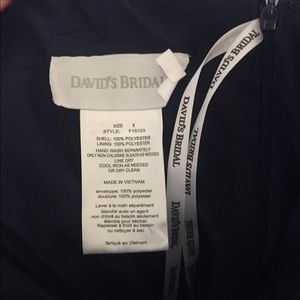 DAVID'S BRIDAL
SIZE 8
STYLE: F15103
SHELL: 100% POLYESTER
LINING: 100% POLYESTER
HAND WASH SEPARATELY
ONLY NON-CHLORINE BLEACH AS NEEDED
LINE DRY
COOL IRON AS NEEDED
OR DRY CLEAN
MADE IN VIETNAM
enveloppe: 100% polyester
doublure: 100% polyester
Laver à la main séparément
blanchir avec un agent
non chloré au besoin seulement
étendre pour sécher
Repasser à froid au besoin
ou nettoyage à sec
fabriqué en Vietnam
DAVID'S BRIDAL
DAVID'S BRIDAL
DAVID'S BRIDAL